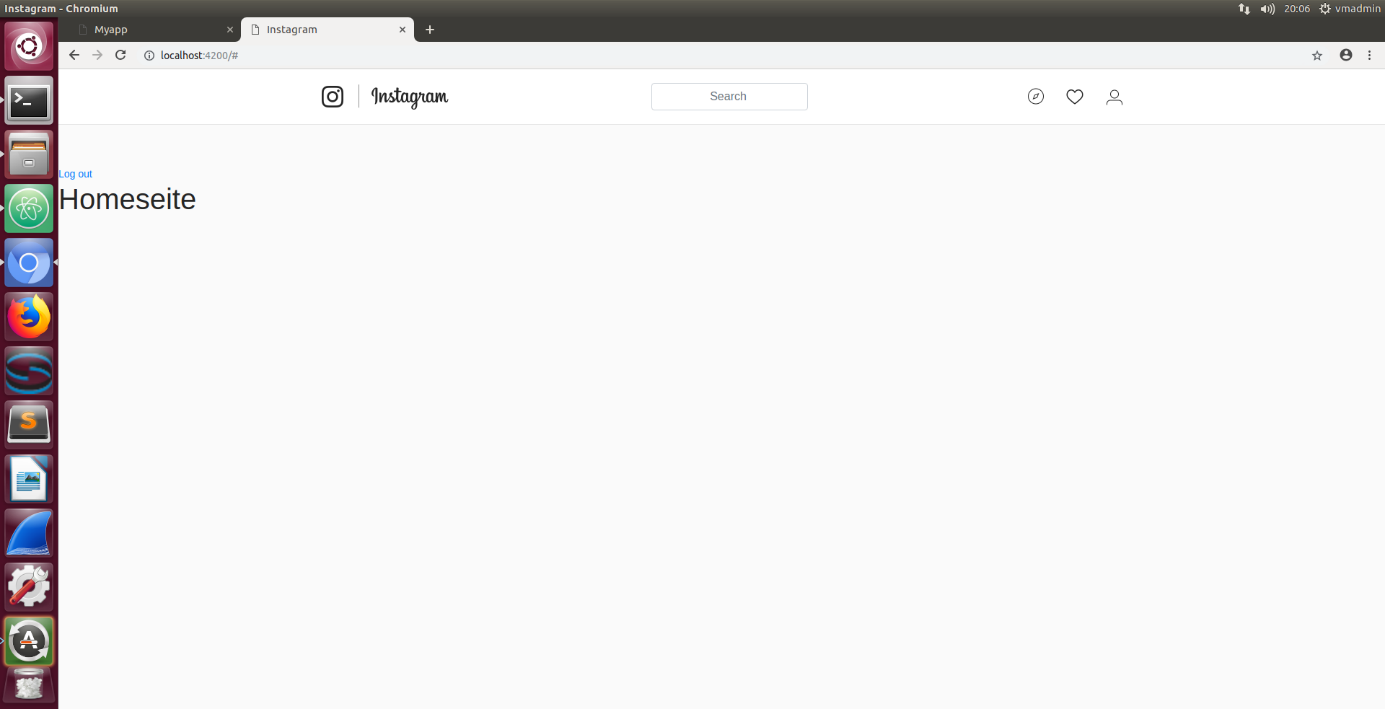 Instagram - Chromium
20:06
vmadmin
Myapp
Instagram
localhost:4200/#
Instagram
Search
Log out
Homeseite